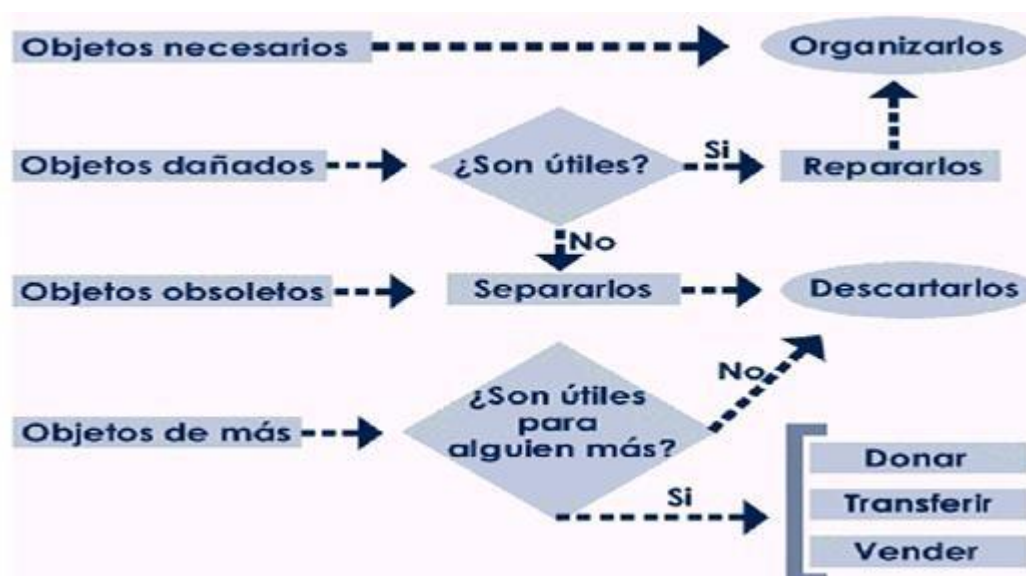 Objetos necesarios
Organizarlos
Objetos dañados
¿Son útiles?
Si
Repararlos
No
Objetos obsoletos
Separarlos
Descartarlos
Objetos de más
¿Son útiles
para
alguien más?
No
Si
Donar
Transferir
Vender